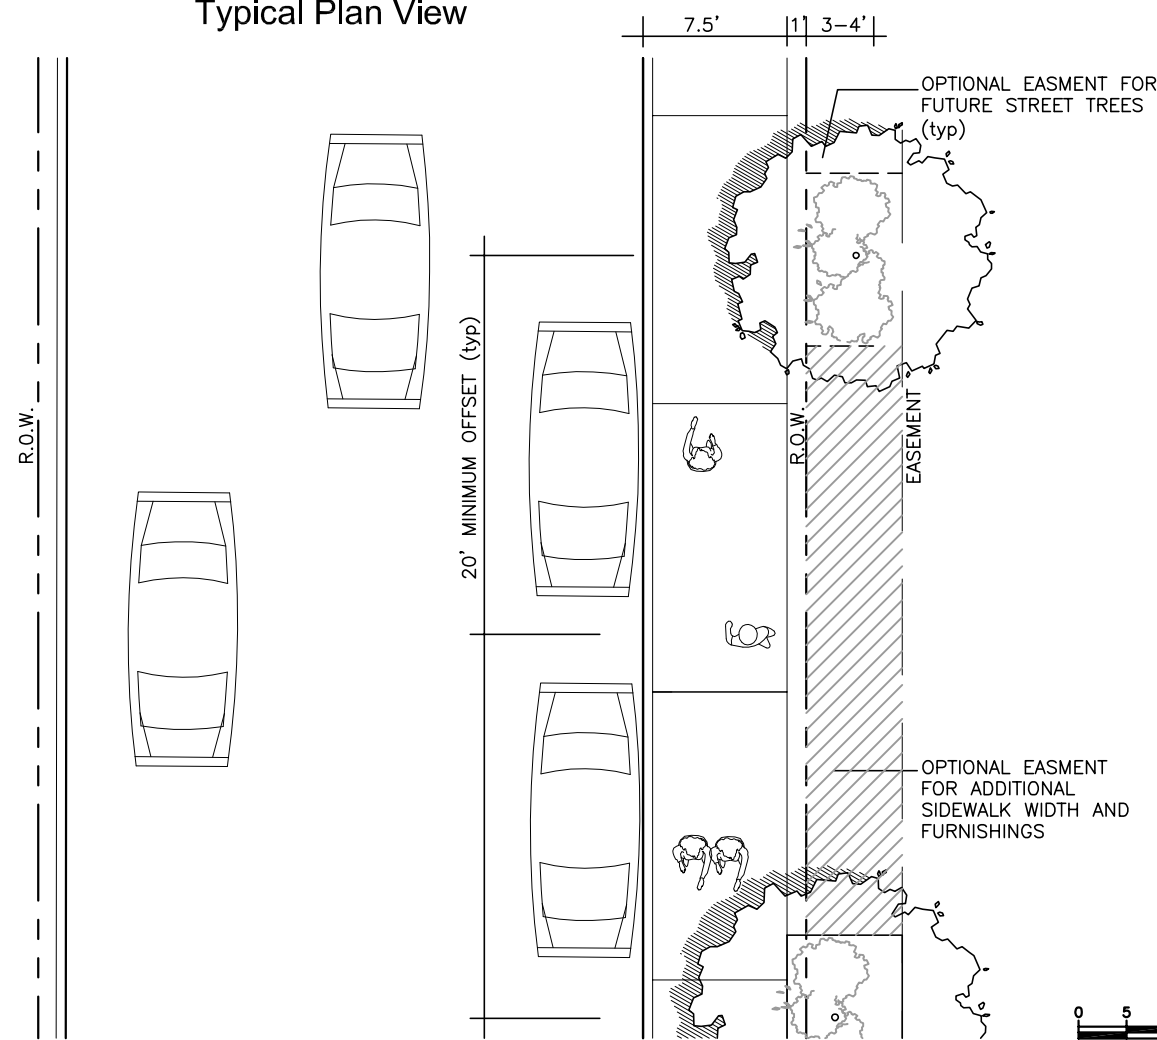 Typical Plan View
7.5' 1' 3-4'
OPTIONAL EASMENT FOR
FUTURE STREET TREES
(typ)
20' MINIMUM OFFSET (typ)
R.O.W.
R.O.W.
EASEMENT
OPTIONAL EASMENT
FOR ADDITIONAL
SIDEWALK WIDTH AND
FURNISHINGS
0 5